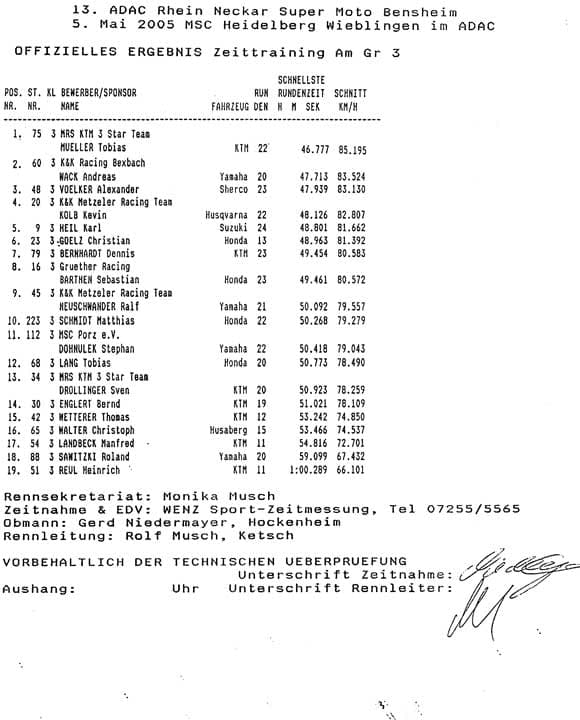 13. ADAC Rhein Neckar Super Moto Bensheim
5. Mai 2005 MSC Heidelberg Wieblingen im ADAC
OFFIZIELLES ERGEBNIS Zeittraining Am Gr 3
SCHNELLSTE
POS. ST. KL BEWERBER/SPONSOR RUN RUNDENZEIT SCHNITT
NR. NR. NAME FAHRZEUG DEN H M SEK KM/H
1. 75 3 MRS KTM 3 Star Team
MUELLER Tobias KTM 22 46.777 85.195
2. 60 3 K&K Racing Bexbach
WACK Andreas Yamaha 20 47.713 83.524
3. 48 3 VOELKER Alexander Sherco 23 47.939 83.130
4. 20 3 K&K Metzeler Racing Team
KOLB Kevin Husqvarna 22 48.126 82.807
5. 9 3 HEIL Karl Suzuki 24 48.801 81.662
6. 23 3 GOELZ Christian Honda 13 48.963 81.392
7. 79 3 BERNHARDT Dennis KTM 23 49.454 80.583
8. 16 3 Gruether Racing
BARTHEN Sebastian Honda 23 49.461 80.572
9. 45 3 K&K Metzeler Racing Team
NEUSCHWANDER Ralf Yamaha 21 50.092 79.557
10. 223 3 SCHMIDT Matthias Honda 22 50.268 79.279
11. 112 3 MSC Porz e.V.
DOHNULEK Stephan Yamaha 22 50.418 79.043
12. 68 3 LANG Tobias Honda 20 50.773 78.490
13. 34 3 MRS KTM 3 Star Team
DROLLINGER Sven KTM 20 50.923 78.259
14. 30 3 ENGLERT Bernd KTM 19 51.021 78.109
15. 42 3 WETTERER Thomas KTM 12 53.242 74.850
16. 65 3 WALTER Christoph Husaberg 15 53.466 74.537
17. 54 3 LANDBECK Manfred KTM 11 54.816 72.701
18. 88 3 SAWITZKI Roland Yamaha 20 59.099 67.432
19. 51 3 REUL Heinrich KTM 11 1:00.289 66.101
Rennsekretariat: Monika Musch
Zeitnahme & EDV: WENZ Sport-Zeitmessung, Tel 07255/5565
Obmann: Gerd Niedermayer, Hockenheim
Rennleitung: Rolf Musch, Ketsch
VORBEHALTLICH DER TECHNISCHEN UEBERPRUEFUNG
Unterschrift Zeitnahme:
Aushang: Uhr Unterschrift Rennleiter: